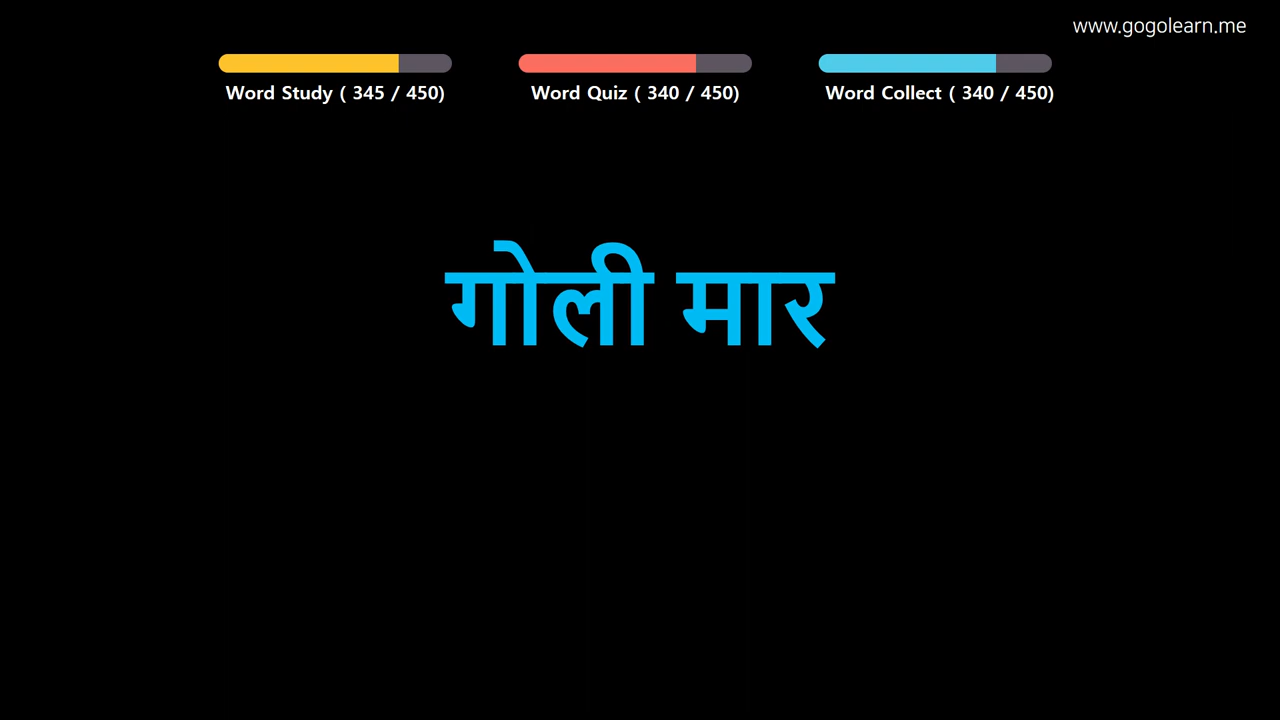 www.gogolearn.me
Word Study ( 345 / 450)
Word Quiz ( 340 / 450)
Word Collect ( 340 / 450)
गोली मार